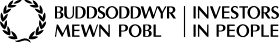 BUDDSODDWYR
MEWN POBL
INVESTORS
IN PEOPLE